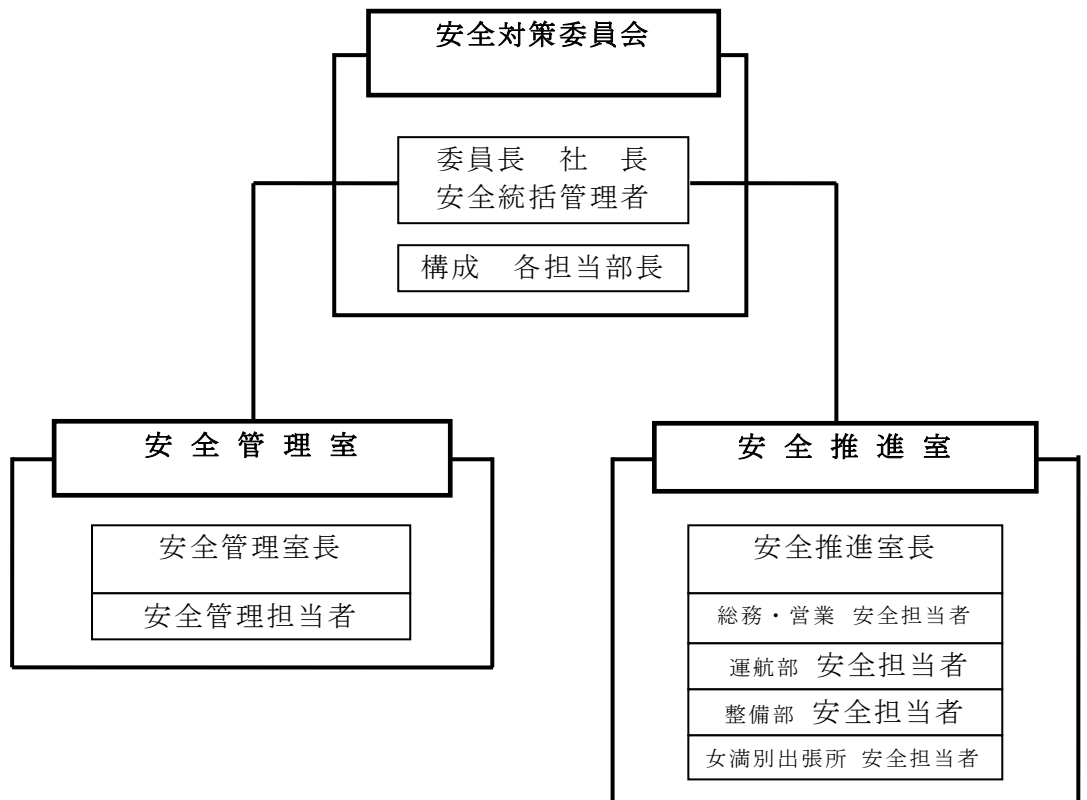 安全対策委員会
委員長 社 長
安全統括管理者
構成 各担当部長
安 全 管 理 室
安全管理室長
安全管理担当者
安 全 推 進 室
安全推進室長
総務・営業 安全担当者
運航部 安全担当者
整備部 安全担当者
女満別出張所 安全担当者